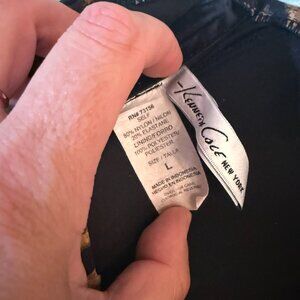 RN# 73156
SELF
80% NYLON / NILON
20% ELASTANE
LINING/FORRO
100% POLYESTER/
POLIESTER
SIZE / TALLA
L
MADE IN INDONESIA
HECHO EN INDONESIA
KENNETH COLE NEW YORK